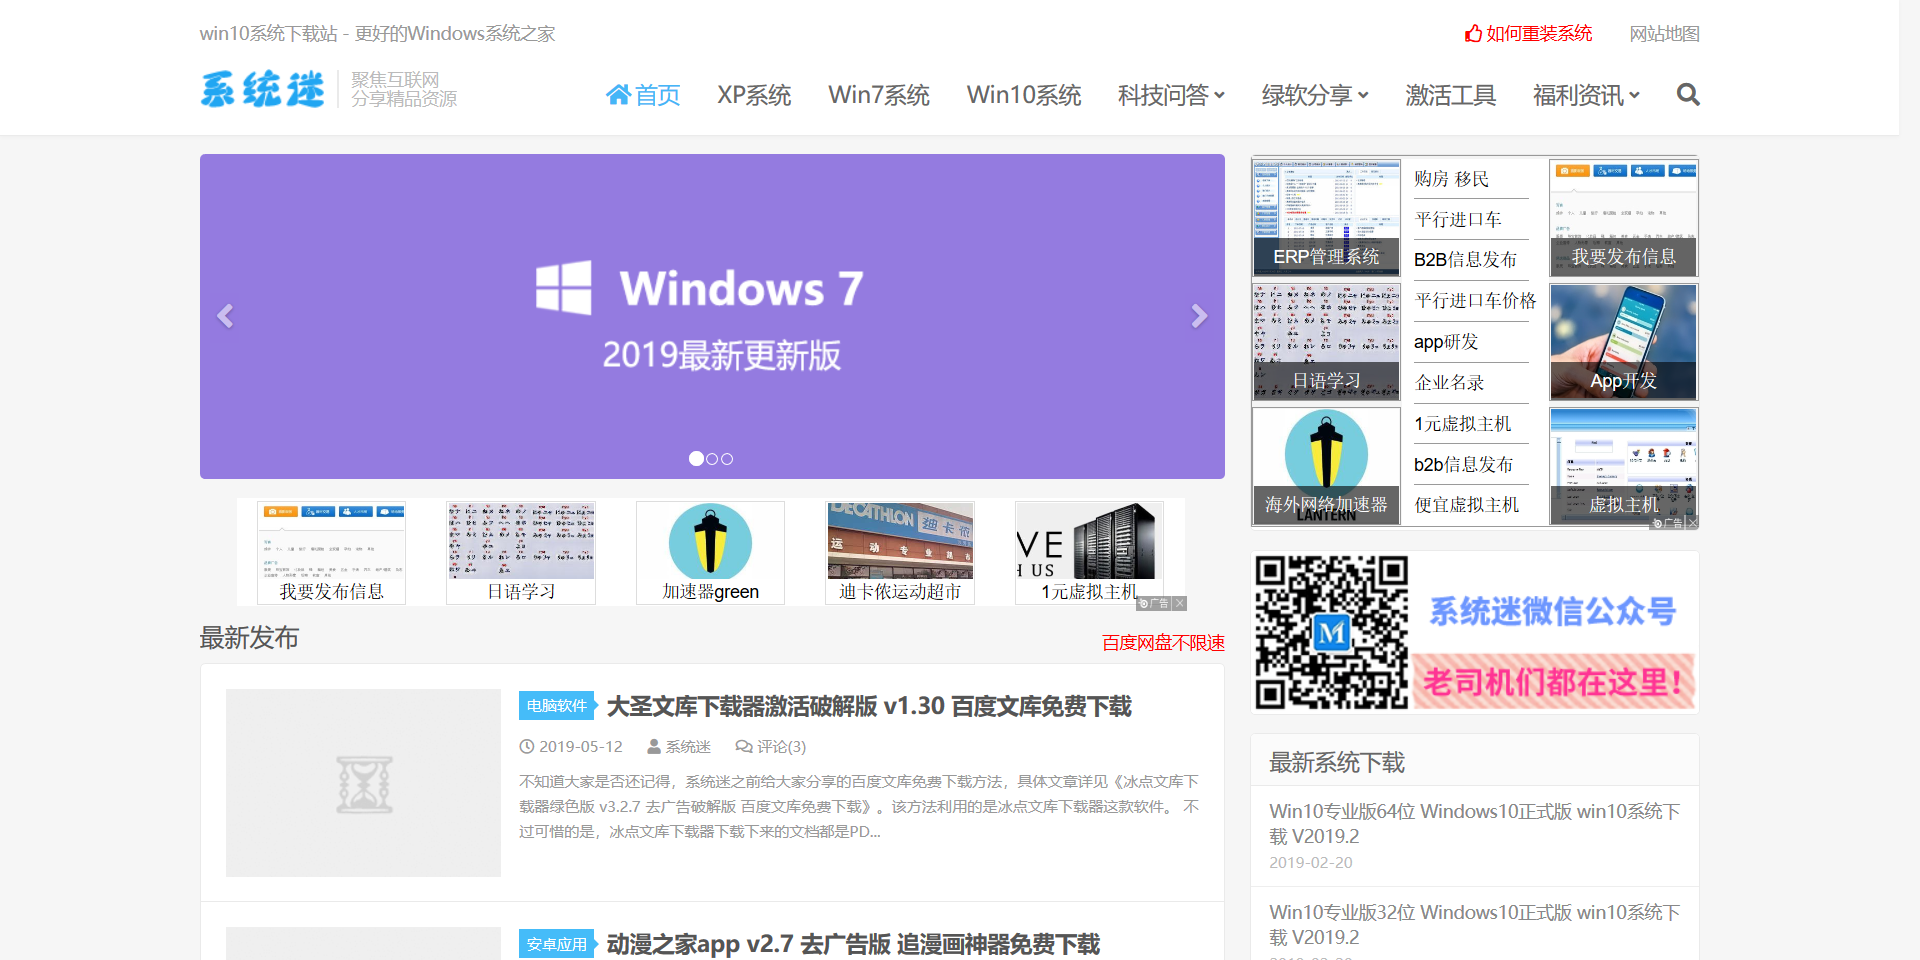 win10系统下载站 - 更好的Windows系统之家
如何重装系统
网站地图
系统迷
聚焦互联网
分享精品资源
首页
XP系统
Win7系统
Win10系统
科技问答
绿软分享
激活工具
福利资讯
Windows 7
2019最新更新版
ERP管理系统
日语学习
海外网络加速器
LANTERN
购房 移民
平行进口车
B2B信息发布
平行进口车价格
app研发
企业名录
1元虚拟主机
b2b信息发布
便宜虚拟主机
我要发布信息
App开发
虚拟主机
广告
我要发布信息
日语学习
加速器green
DECATHLON 迪卡侬
运动专业超市
迪卡侬运动超市
VE
H US
1元虚拟主机
广告
系统迷微信公众号
老司机们都在这里!
M
最新发布
百度网盘不限速
电脑软件
大圣文库下载器激活破解版 v1.30 百度文库免费下载
2019-05-12
系统迷
评论(3)
不知道大家是否还记得，系统迷之前给大家分享的百度文库免费下载方法，具体文章详见《冰点文库下
载器绿色版 v3.2.7 去广告破解版 百度文库免费下载》。该方法利用的是冰点文库下载器这款软件。 不
过可惜的是，冰点文库下载器下载下来的文档都是PD...
安卓应用
动漫之家app v2.7 去广告版 追漫画神器免费下载
最新系统下载
Win10专业版64位 Windows10正式版 win10系统下
载 V2019.2
2019-02-20
Win10专业版32位 Windows10正式版 win10系统下
载 V2019.2